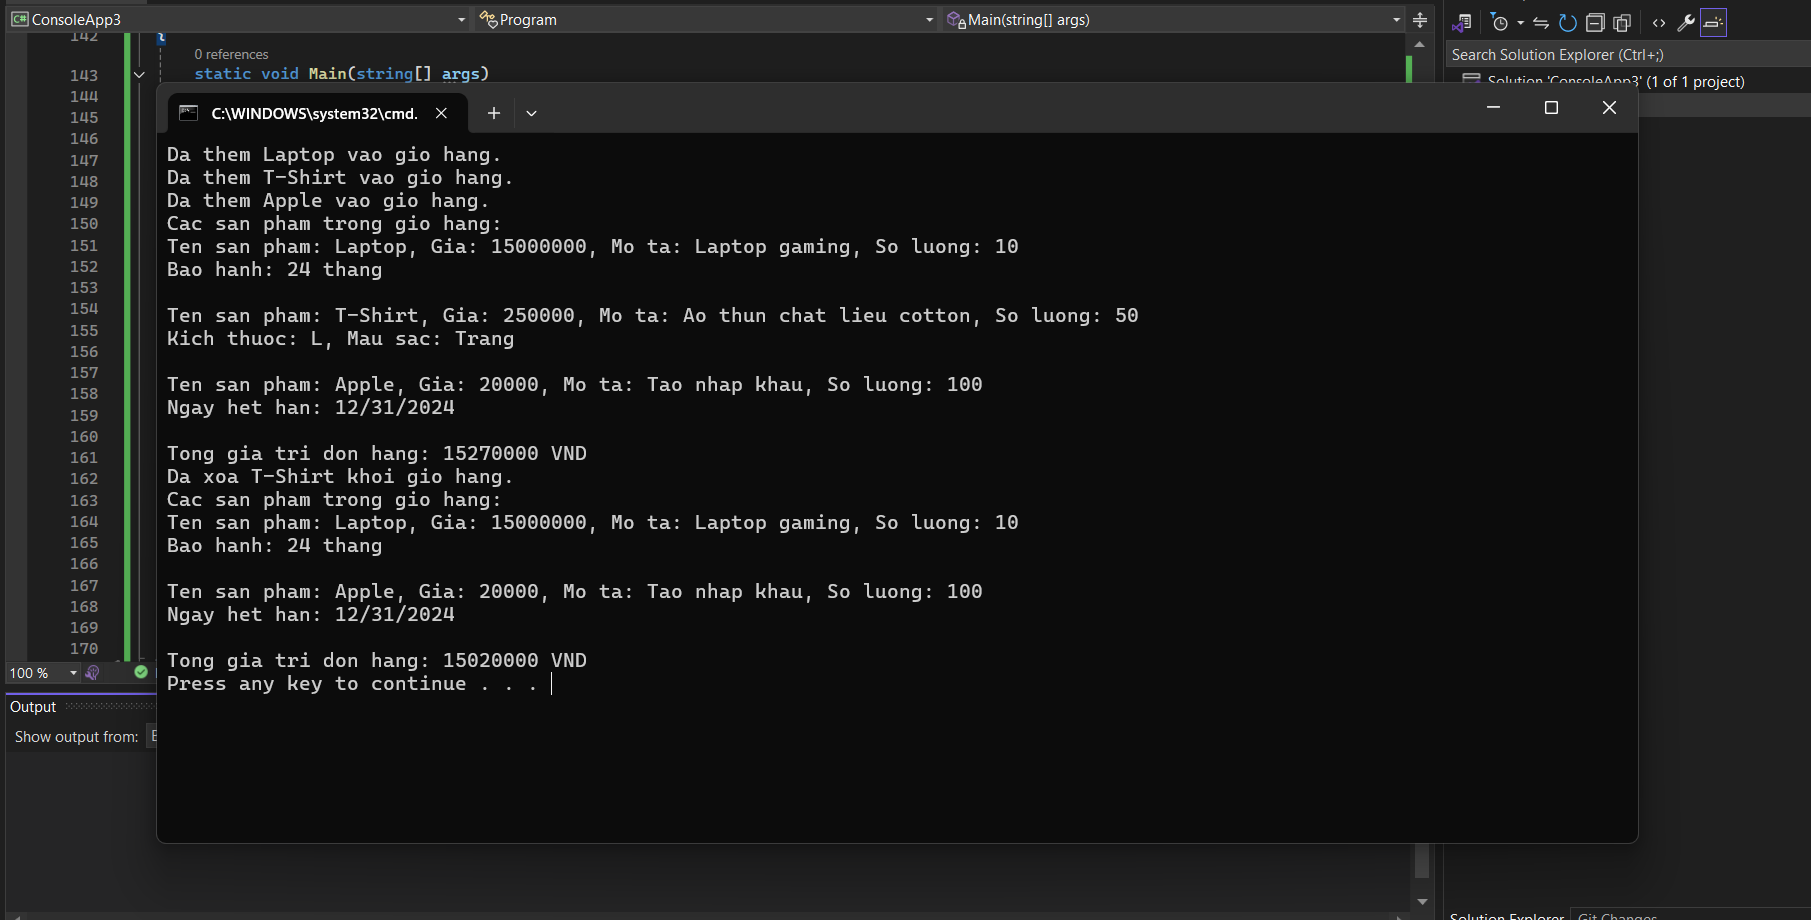 ConsoleApp3
Program
Main(string[] args)
142
{
0 references
143
static void Main(string[] args)
144
145
146
147
148
149
150
151
152
153
154
155
156
157
158
159
160
161
162
163
164
165
166
167
168
169
170
100 %
Output
Show output from:
C:\WINDOWS\system32\cmd.
Da them Laptop vao gio hang.
Da them T-Shirt vao gio hang.
Da them Apple vao gio hang.
Cac san pham trong gio hang:
Ten san pham: Laptop, Gia: 15000000, Mo ta: Laptop gaming, So luong: 10
Bao hanh: 24 thang
Ten san pham: T-Shirt, Gia: 250000, Mo ta: Ao thun chat lieu cotton, So luong: 50
Kich thuoc: L, Mau sac: Trang
Ten san pham: Apple, Gia: 20000, Mo ta: Tao nhap khau, So luong: 100
Ngay het han: 12/31/2024
Tong gia tri don hang: 15270000 VND
Da xoa T-Shirt khoi gio hang.
Cac san pham trong gio hang:
Ten san pham: Laptop, Gia: 15000000, Mo ta: Laptop gaming, So luong: 10
Bao hanh: 24 thang
Ten san pham: Apple, Gia: 20000, Mo ta: Tao nhap khau, So luong: 100
Ngay het han: 12/31/2024
Tong gia tri don hang: 15020000 VND
Press any key to continue . . .
Search Solution Explorer (Ctrl+;)
Solution 'ConsoleApp3' (1 of 1 project)
Solution Explorer
Git Changes